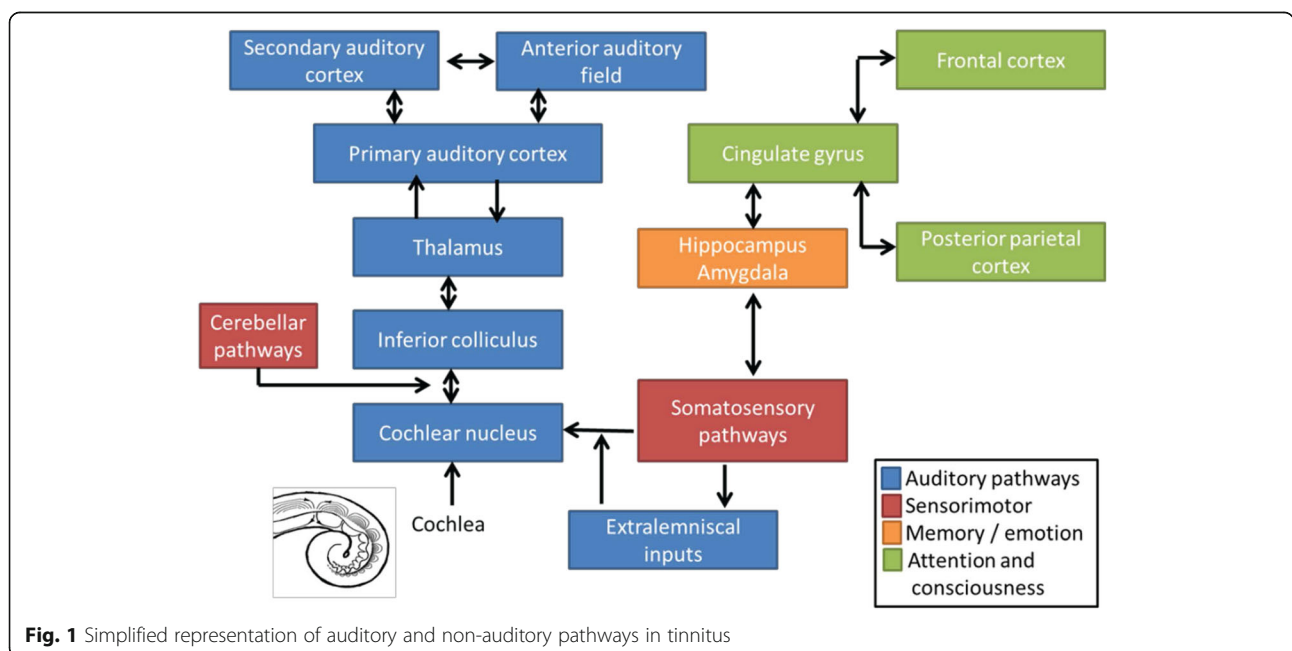 Secondary auditory
cortex
Anterior auditory
field
Frontal cortex
Primary auditory cortex
Cingulate gyrus
Thalamus
Hippocampus
Amygdala
Posterior parietal
cortex
Cerebellar
pathways
Inferior colliculus
Cochlear nucleus
Somatosensory
pathways
Cochlea
Extralemniscal
inputs
Auditory pathways
Sensorimotor
Memory / emotion
Attention and
consciousness
Fig. 1 Simplified representation of auditory and non-auditory pathways in tinnitus